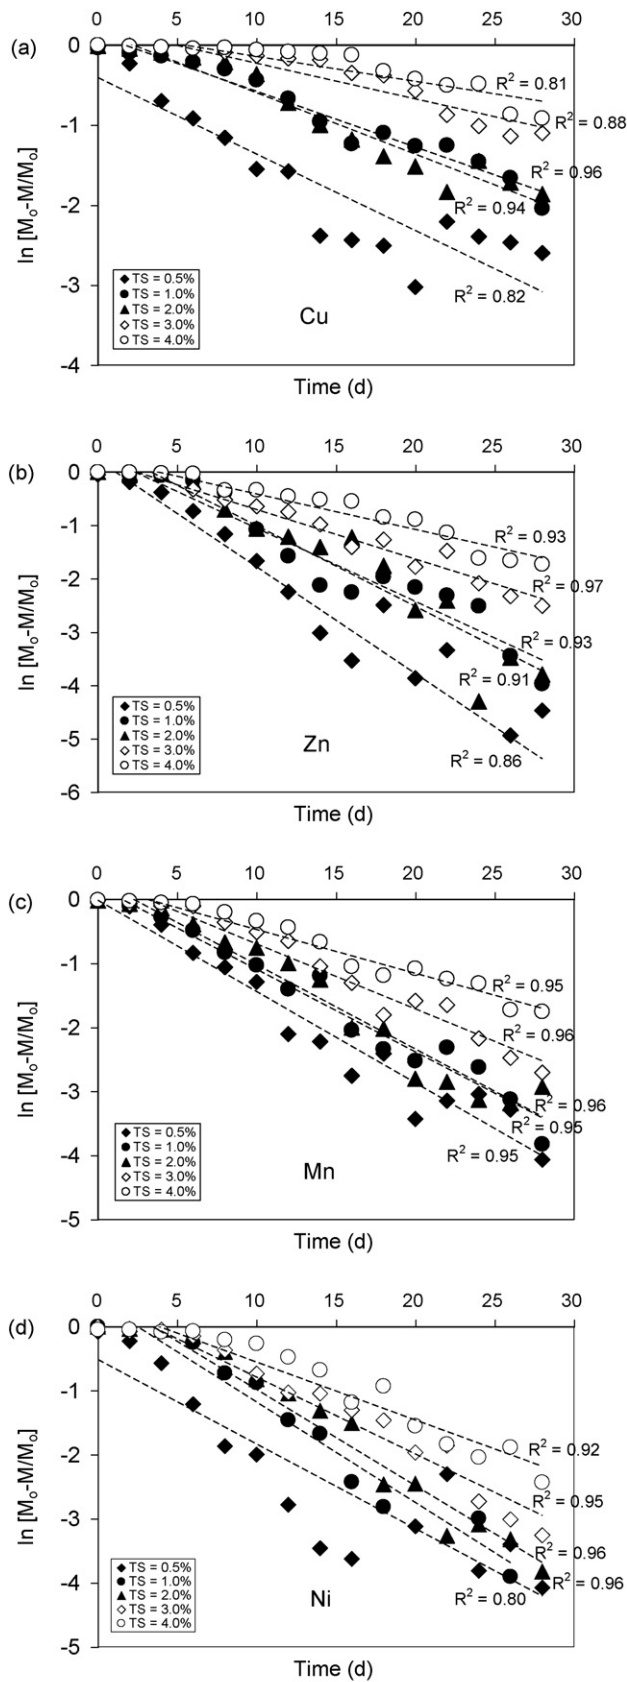 (a)
0 5 10 15 20 25 30
0
-1
-2
-3
-4
ln [Mo-M/Mo]
R2 = 0.81
R2 = 0.88
R2 = 0.96
R2 = 0.94
R2 = 0.82
TS = 0.5%
TS = 1.0%
TS = 2.0%
TS = 3.0%
TS = 4.0%
Cu
Time (d)
(b)
0 5 10 15 20 25 30
0
-1
-2
-3
-4
-5
-6
ln [Mo-M/Mo]
R2 = 0.93
R2 = 0.97
R2 = 0.93
R2 = 0.91
R2 = 0.86
TS = 0.5%
TS = 1.0%
TS = 2.0%
TS = 3.0%
TS = 4.0%
Zn
Time (d)
(c)
0 5 10 15 20 25 30
0
-1
-2
-3
-4
-5
ln [Mo-M/Mo]
R2 = 0.95
R2 = 0.96
R2 = 0.96
R2 = 0.95
R2 = 0.95
TS = 0.5%
TS = 1.0%
TS = 2.0%
TS = 3.0%
TS = 4.0%
Mn
Time (d)
(d)
0 5 10 15 20 25 30
0
-1
-2
-3
-4
-5
ln [Mo-M/Mo]
R2 = 0.92
R2 = 0.95
R2 = 0.96
R2 = 0.96
R2 = 0.80
TS = 0.5%
TS = 1.0%
TS = 2.0%
TS = 3.0%
TS = 4.0%
Ni
Time (d)